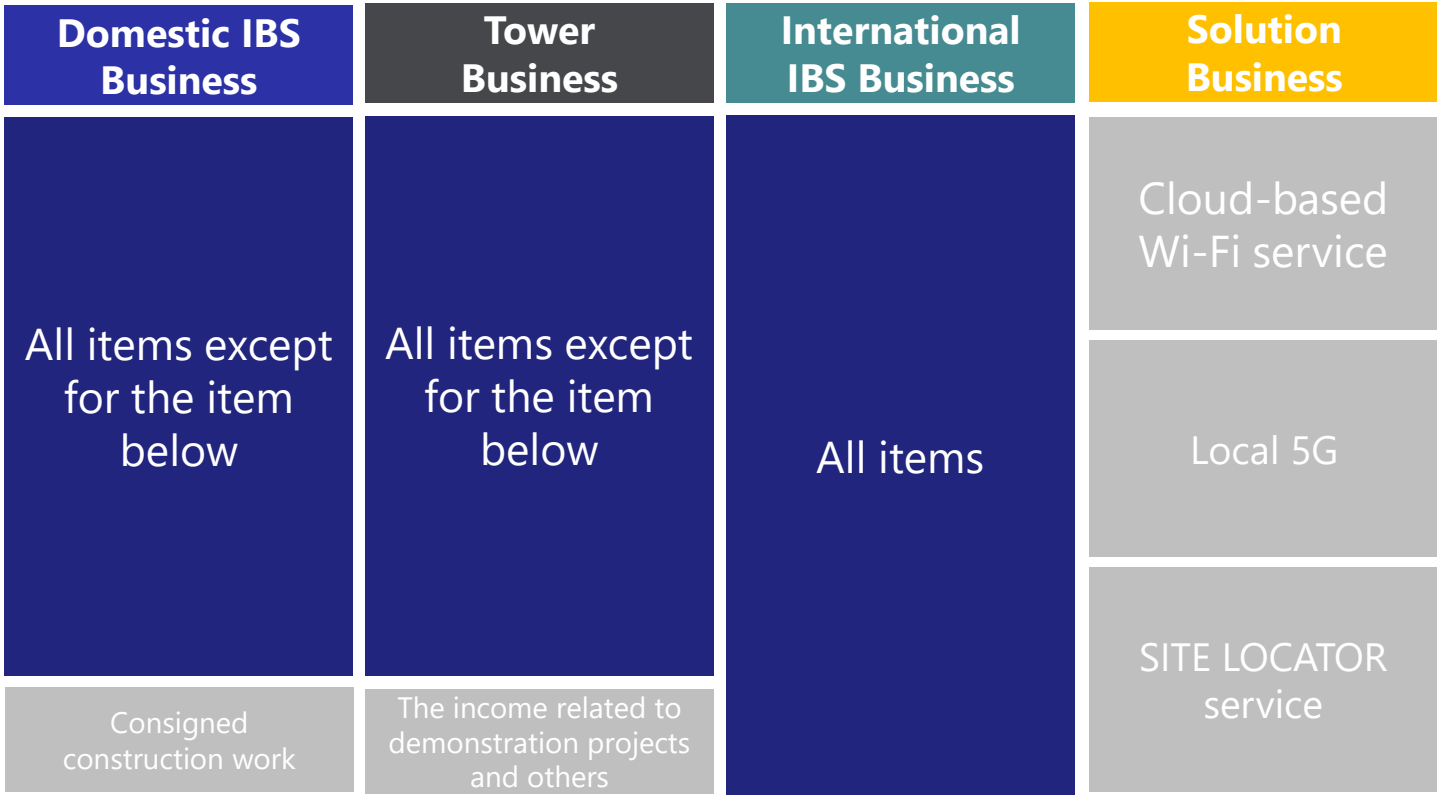 Domestic IBS
Business
Tower
Business
International
IBS Business
Solution
Business
All items except
for the item
below
Consigned
construction work
All items except
for the item
below
The income related to
demonstration projects
and others
All items
Cloud-based
Wi-Fi service
Local 5G
SITE LOCATOR
service